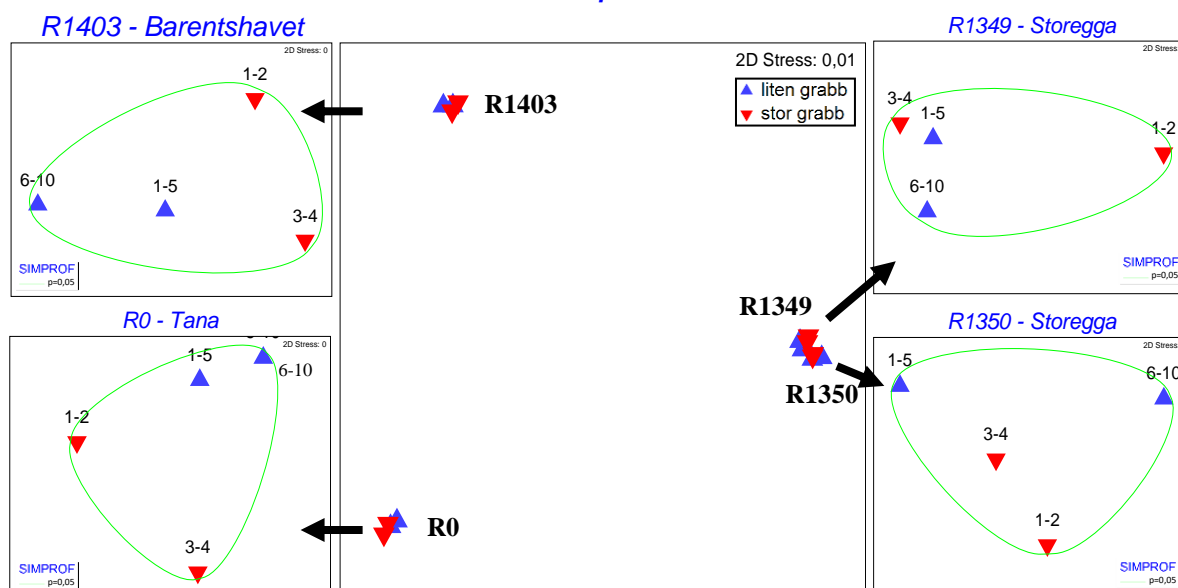 R1403 - Barentshavet
2D Stress: 0
1-2
6-10
1-5
3-4
SIMPROF
p=0,05
R0 - Tana
2D Stress: 0
1-5
6-10
1-2
3-4
SIMPROF
p=0,05
2D Stress: 0,01
liten grabb
stor grabb
R1403
R1349
R1350
R0
R1349 - Storegga
2D Stress
3-4
1-5
1-2
6-10
SIMPROF
p=0,05
R1350 - Storegga
2D Stress
1-5
6-10
3-4
1-2
SIMPROF
p=0,05